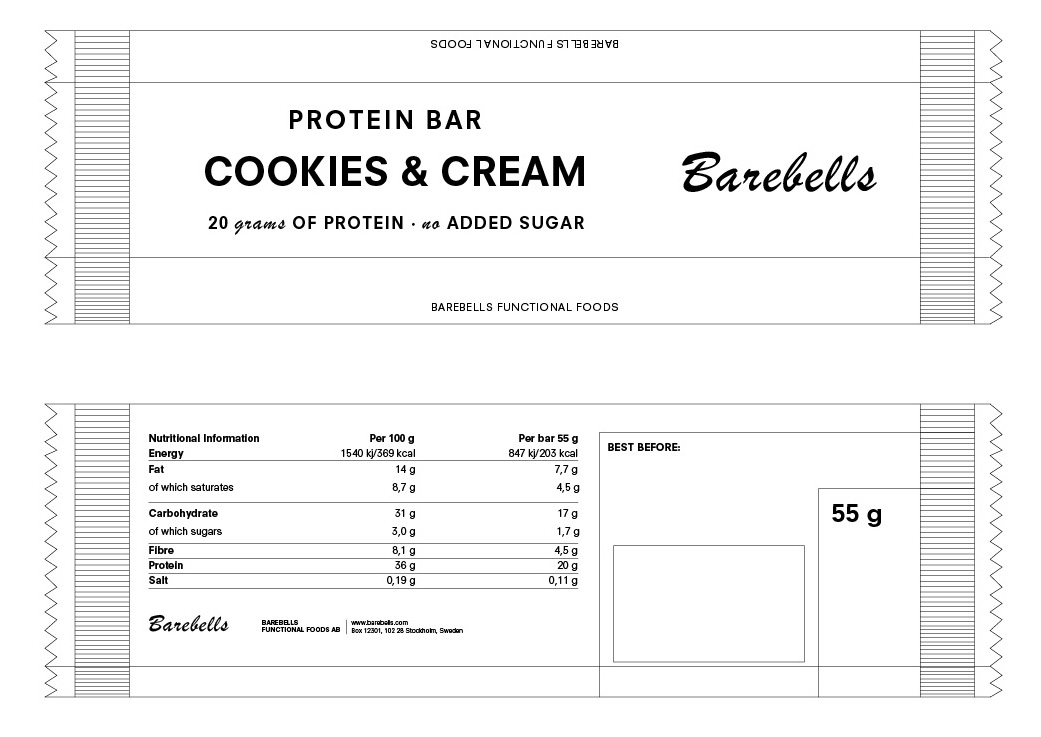 BAREBELLS FUNCTIONAL FOODS
PROTEIN BAR
COOKIES & CREAM
20 grams OF PROTEIN · no ADDED SUGAR
Barebells
BAREBELLS FUNCTIONAL FOODS
Nutritional Information Per 100 g Per bar 55 g
Energy 1540 kj/369 kcal 847 kj/203 kcal
Fat 14 g 7,7 g
of which saturates 8,7 g 4,5 g
Carbohydrate 31 g 17 g
of which sugars 3,0 g 1,7 g
Fibre 8,1 g 4,5 g
Protein 36 g 20 g
Salt 0,19 g 0,11 g
Barebells
BAREBELLS
FUNCTIONAL FOODS AB
www.barebells.com
Box 12301, 102 28 Stockholm, Sweden
BEST BEFORE:
55 g